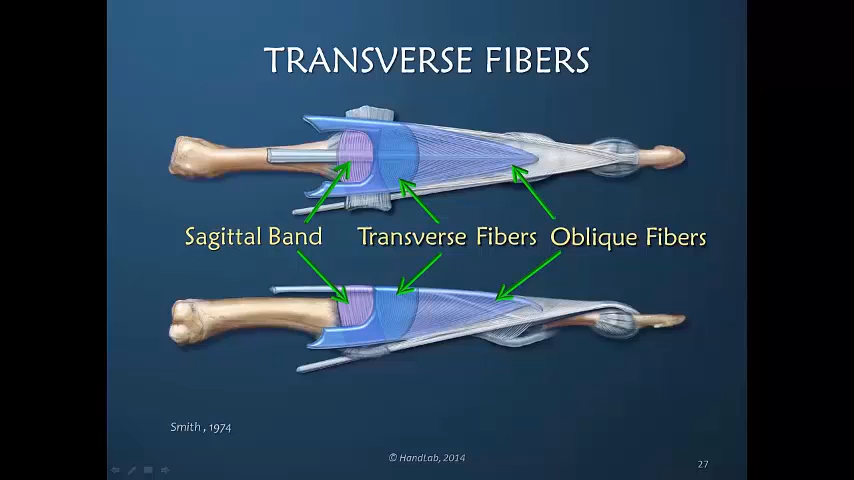 TRANSVERSE FIBERS
Sagittal Band Transverse Fibers Oblique Fibers
Smith , 1974
© HandLab, 2014
27